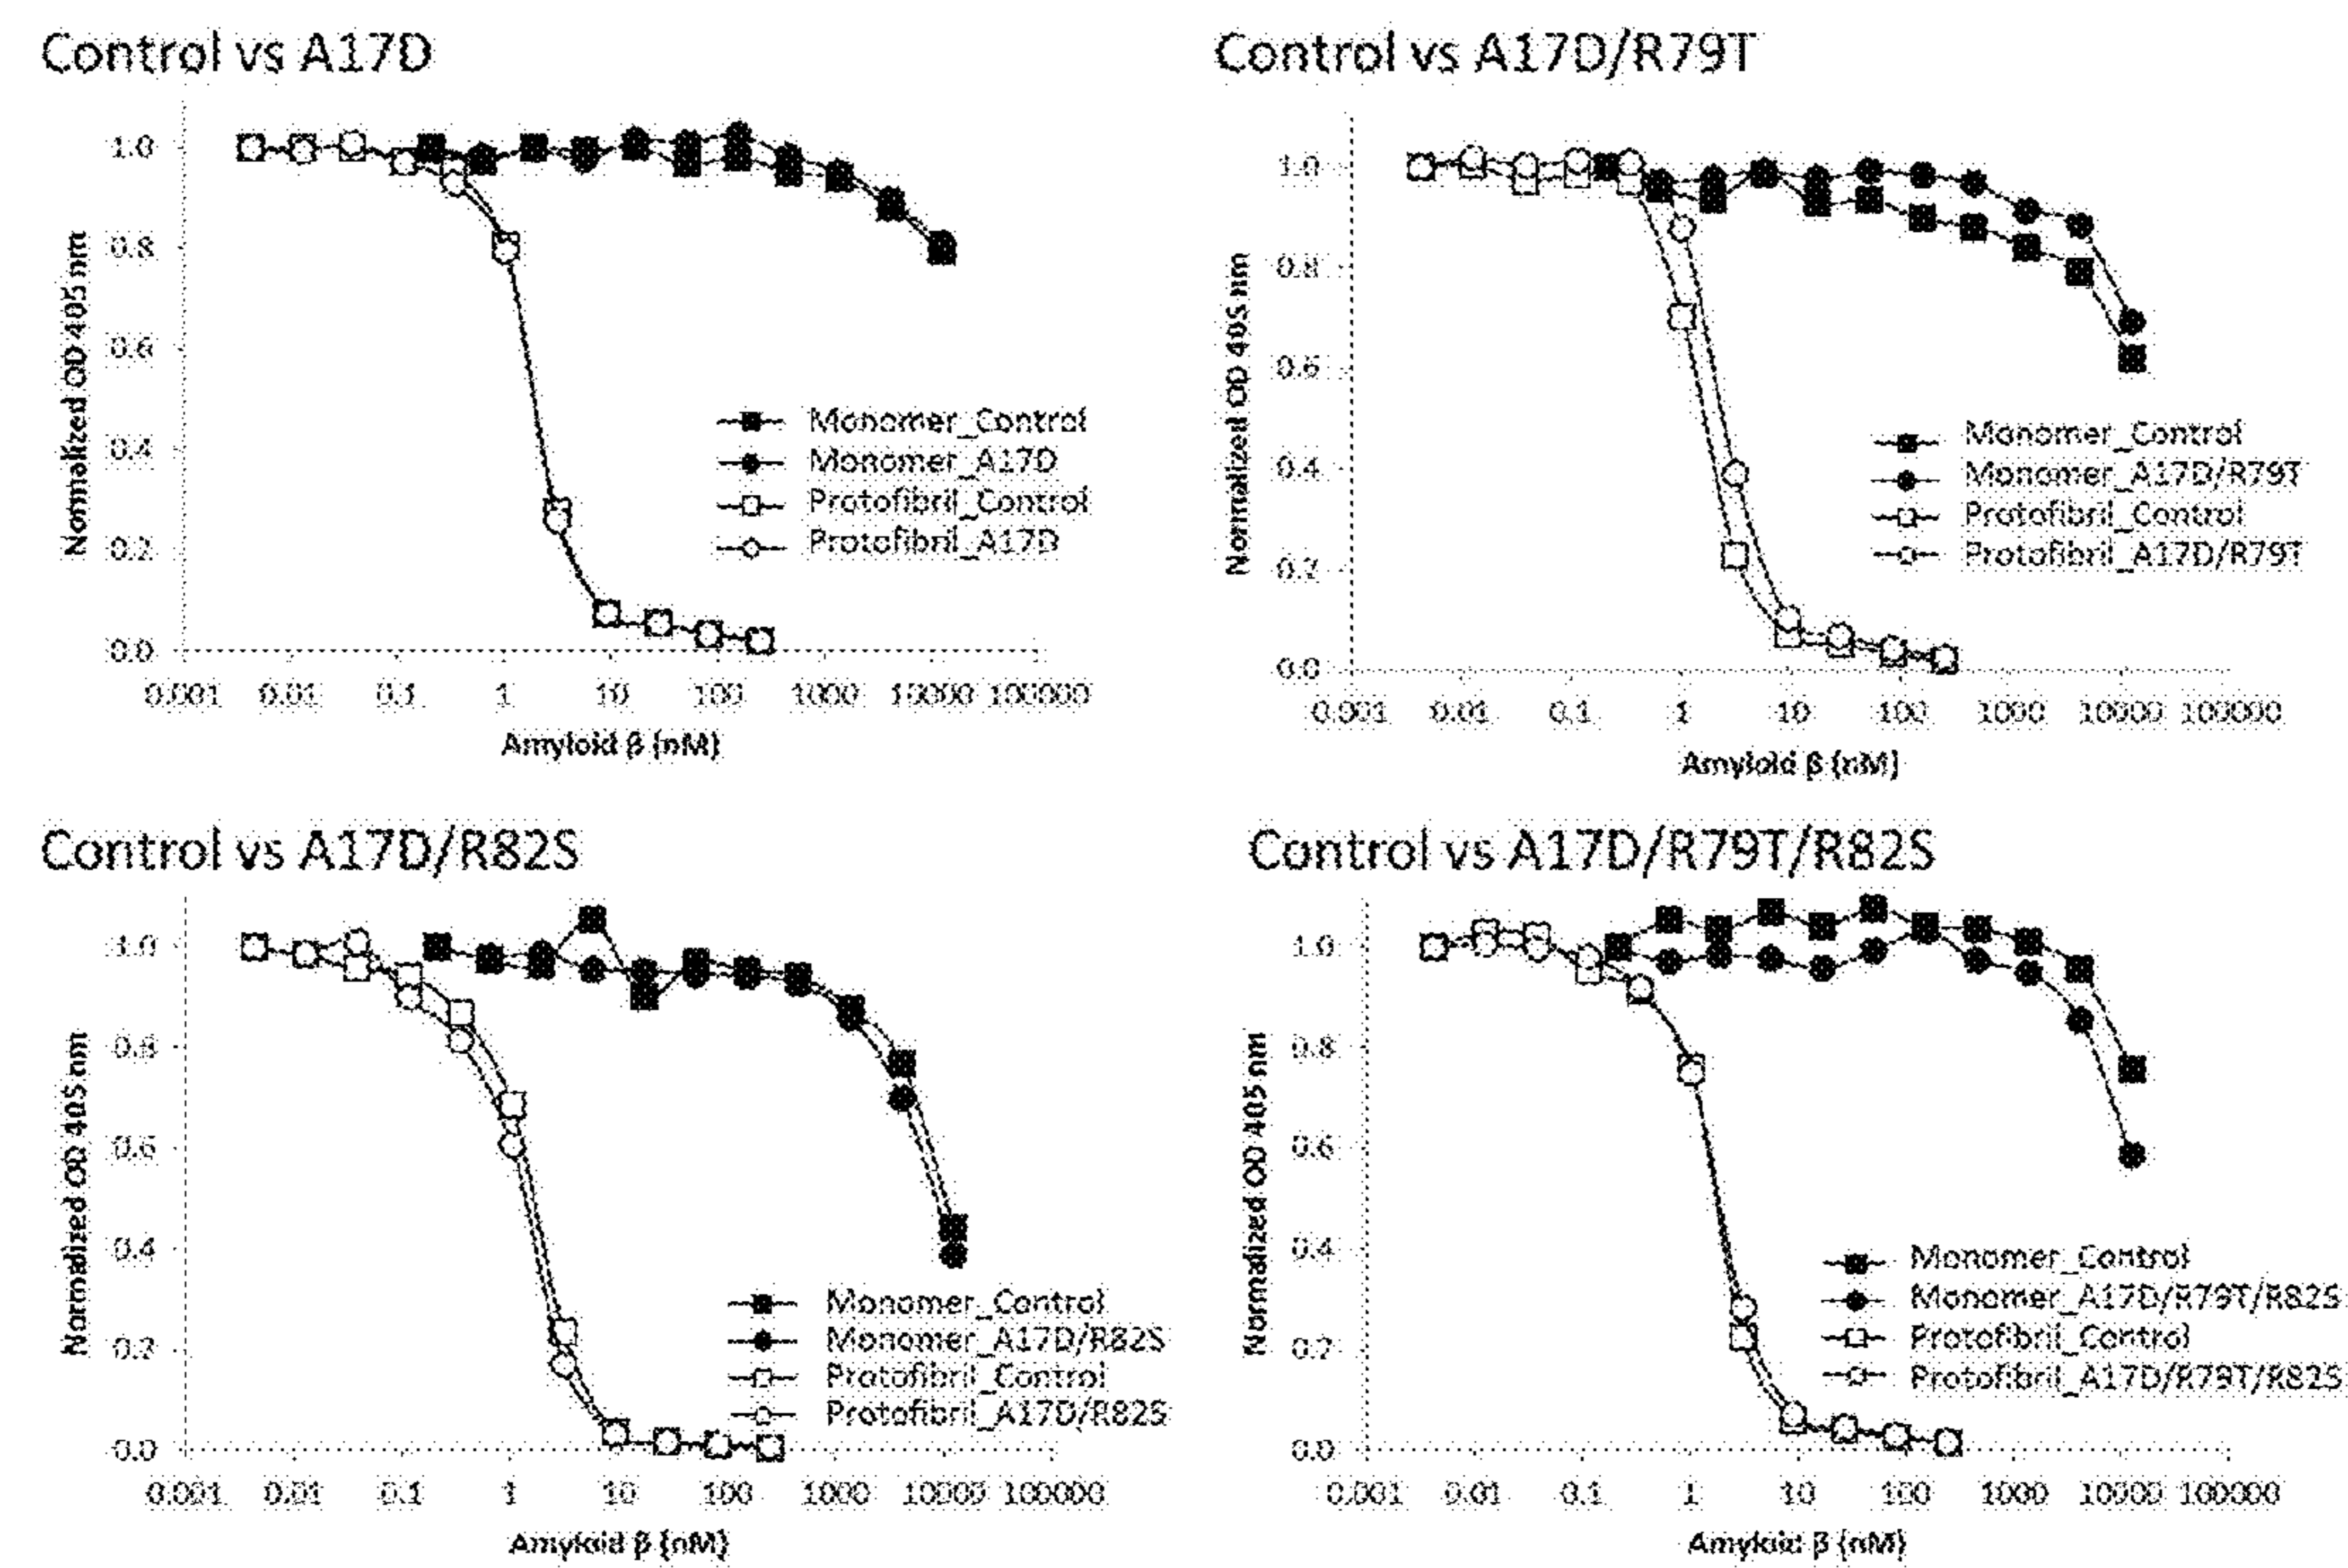 Control vs A17D
1.0
0.8
0.6
0.4
0.2
0.0
Normalized OD 405 nm
Monomer_Control
Monomer_A17D
Protofibril_Control
Protofibril_A17D
0.001 0.01 0.1 1 10 100 1000 10000 100000
Amyloid β (nM)
Control vs A17D/R79T
1.0
0.8
0.6
0.4
0.2
0.0
Normalized OD 405 nm
Monomer_Control
Monomer_A17D/R79T
Protofibril_Control
Protofibril_A17D/R79T
0.001 0.01 0.1 1 10 100 1000 10000 100000
Amyloid β (nM)
Control vs A17D/R82S
1.0
0.8
0.6
0.4
0.2
0.0
Normalized OD 405 nm
Monomer_Control
Monomer_A17D/R82S
Protofibril_Control
Protofibril_A17D/R82S
0.001 0.01 0.1 1 10 100 1000 10000 100000
Amyloid β (nM)
Control vs A17D/R79T/R82S
1.0
0.8
0.6
0.4
0.2
0.0
Normalized OD 405 nm
Monomer_Control
Monomer_A17D/R79T/R82S
Protofibril_Control
Protofibril_A17D/R79T/R82S
0.001 0.01 0.1 1 10 100 1000 10000 100000
Amyloid β (nM)